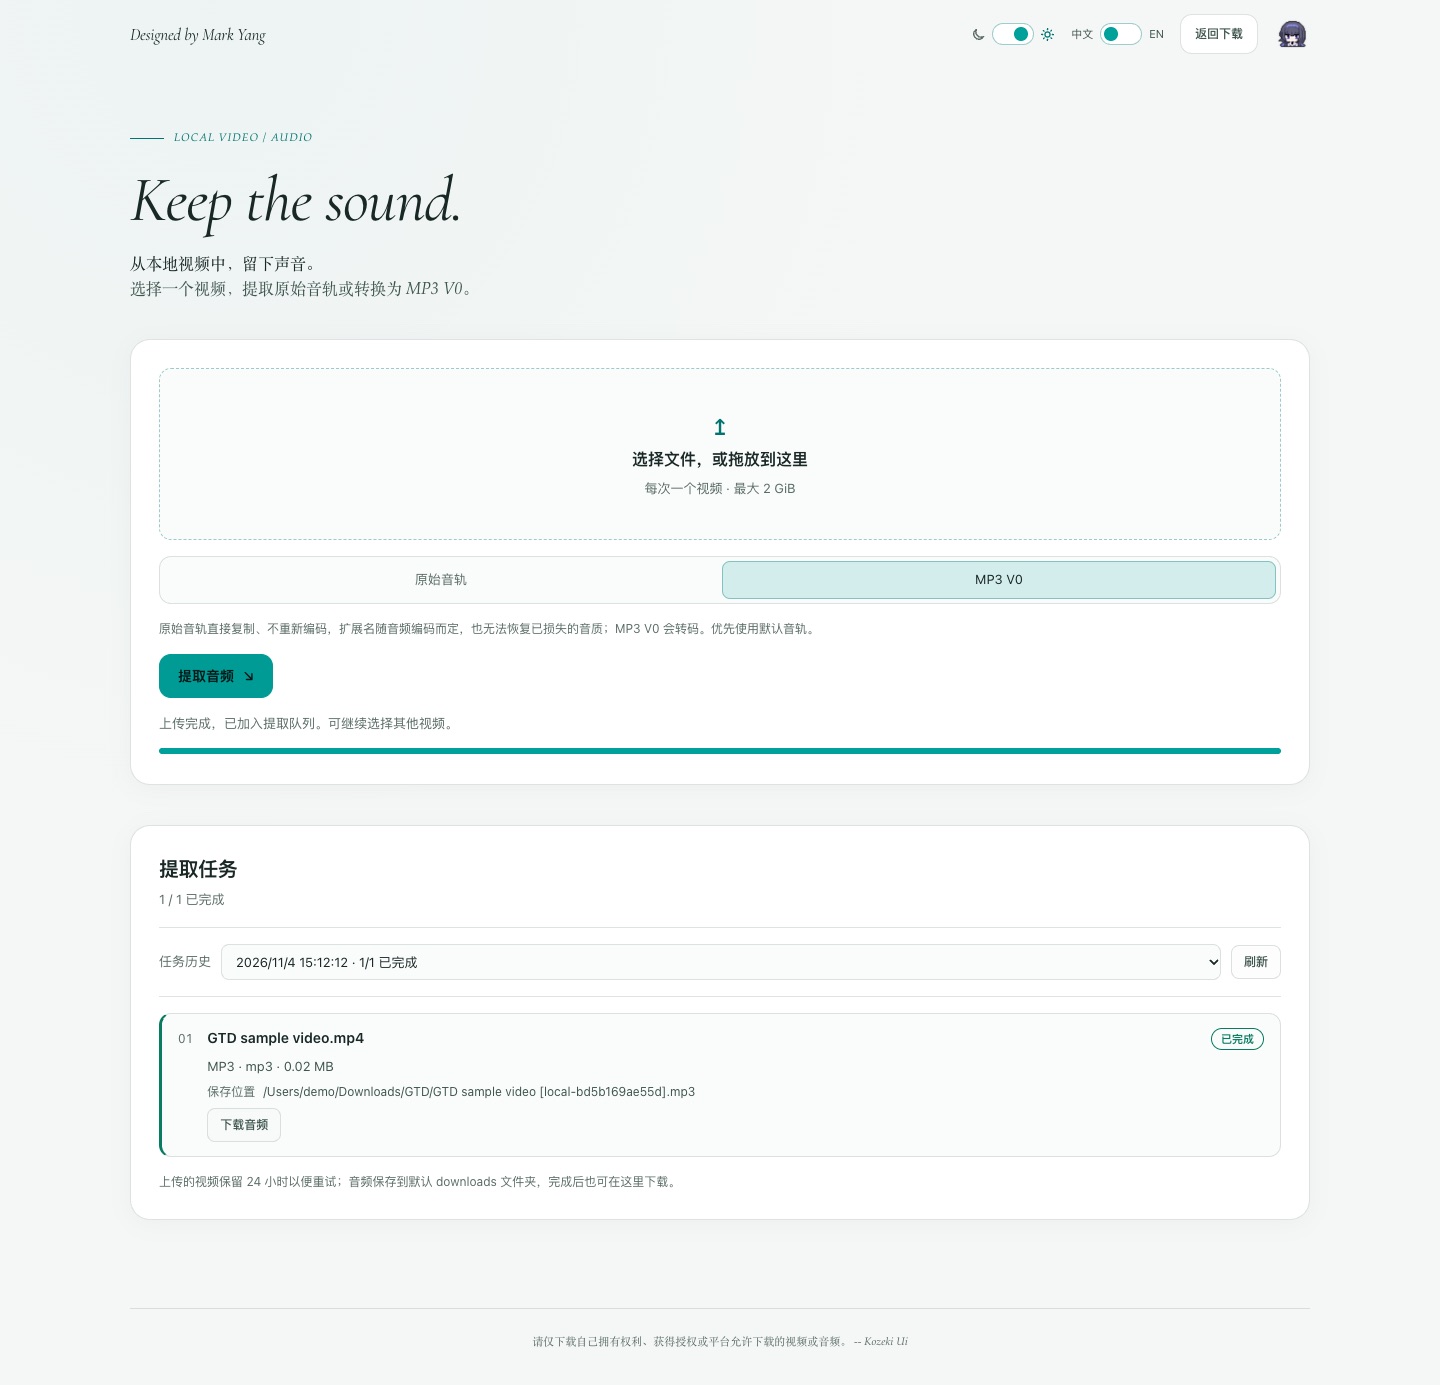 Designed by Mark Yang
中文 EN
返回下载
LOCAL VIDEO / AUDIO
Keep the sound.
从本地视频中，留下声音。
选择一个视频，提取原始音轨或转换为 MP3 V0。
↥
选择文件，或拖放到这里
每次一个视频 · 最大 2 GiB
原始音轨
MP3 V0
原始音轨直接复制、不重新编码，扩展名随音频编码而定，也无法恢复已损失的音质；MP3 V0 会转码。优先使用默认音轨。
提取音频 ↘
上传完成，已加入提取队列。可继续选择其他视频。
提取任务
1 / 1 已完成
任务历史
2026/11/4 15:12:12 · 1/1 已完成
刷新
01
GTD sample video.mp4
已完成
MP3 · mp3 · 0.02 MB
保存位置 /Users/demo/Downloads/GTD/GTD sample video [local-bd5b169ae55d].mp3
下载音频
上传的视频保留 24 小时以便重试；音频保存到默认 downloads 文件夹，完成后也可在这里下载。
请仅下载自己拥有权利、获得授权或平台允许下载的视频或音频。 -- Kozeki Ui